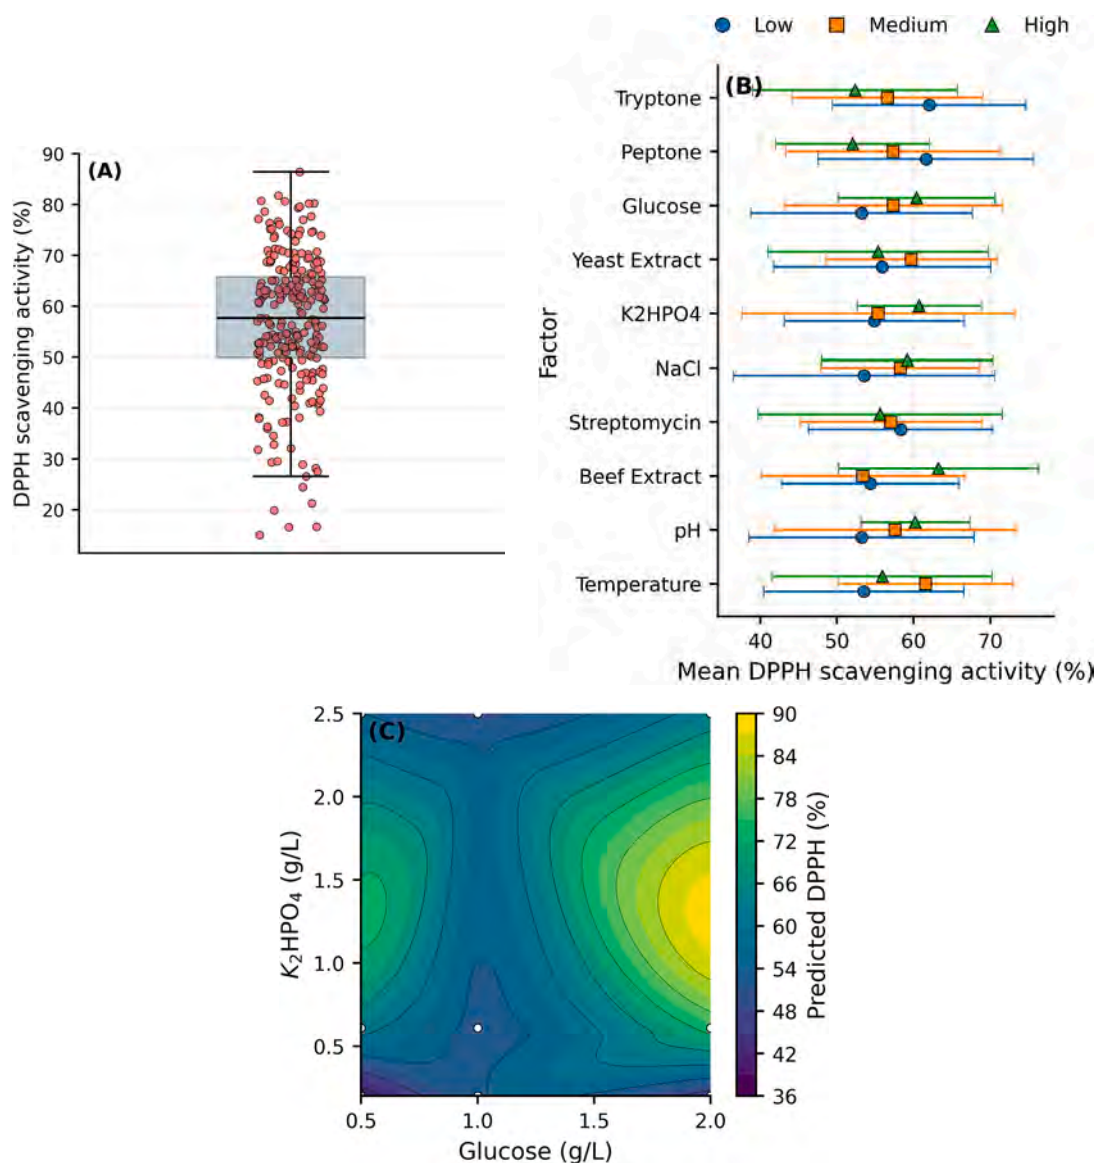 Low Medium High
(A)
90
80
70
60
50
40
30
20
DPPH scavenging activity (%)
(B)
Tryptone
Peptone
Glucose
Yeast Extract
K2HPO4
NaCl
Streptomycin
Beef Extract
pH
Temperature
Factor
40 50 60 70
Mean DPPH scavenging activity (%)
(C)
2.5
2.0
1.5
1.0
0.5
K₂HPO₄ (g/L)
0.5 1.0 1.5 2.0
Glucose (g/L)
90
84
78
72
66
60
54
48
42
36
Predicted DPPH (%)